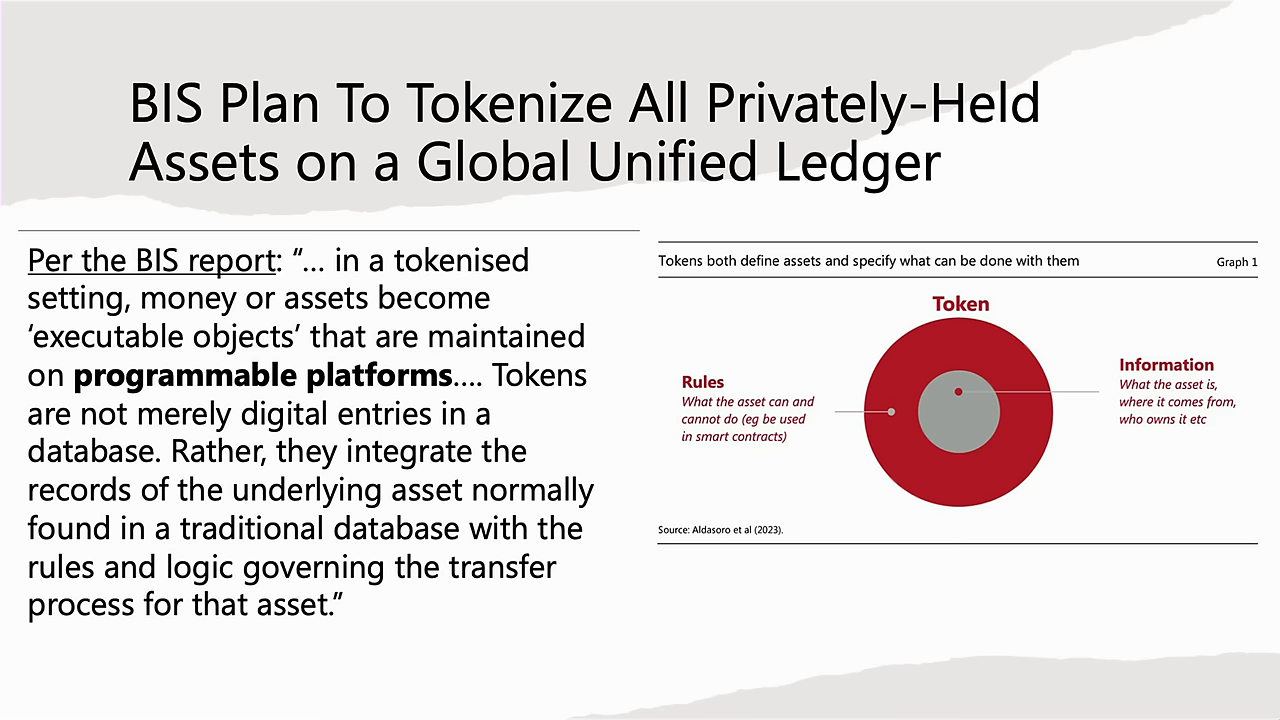 BIS Plan To Tokenize All Privately-Held
Assets on a Global Unified Ledger
Per the BIS report: “… in a tokenised
setting, money or assets become
‘executable objects’ that are maintained
on programmable platforms…. Tokens
are not merely digital entries in a
database. Rather, they integrate the
records of the underlying asset normally
found in a traditional database with the
rules and logic governing the transfer
process for that asset.”
Tokens both define assets and specify what can be done with them
Graph 1
Token
Rules
What the asset can and
cannot do (eg be used
in smart contracts)
Information
What the asset is,
where it comes from,
who owns it etc
Source: Aldasoro et al (2023).